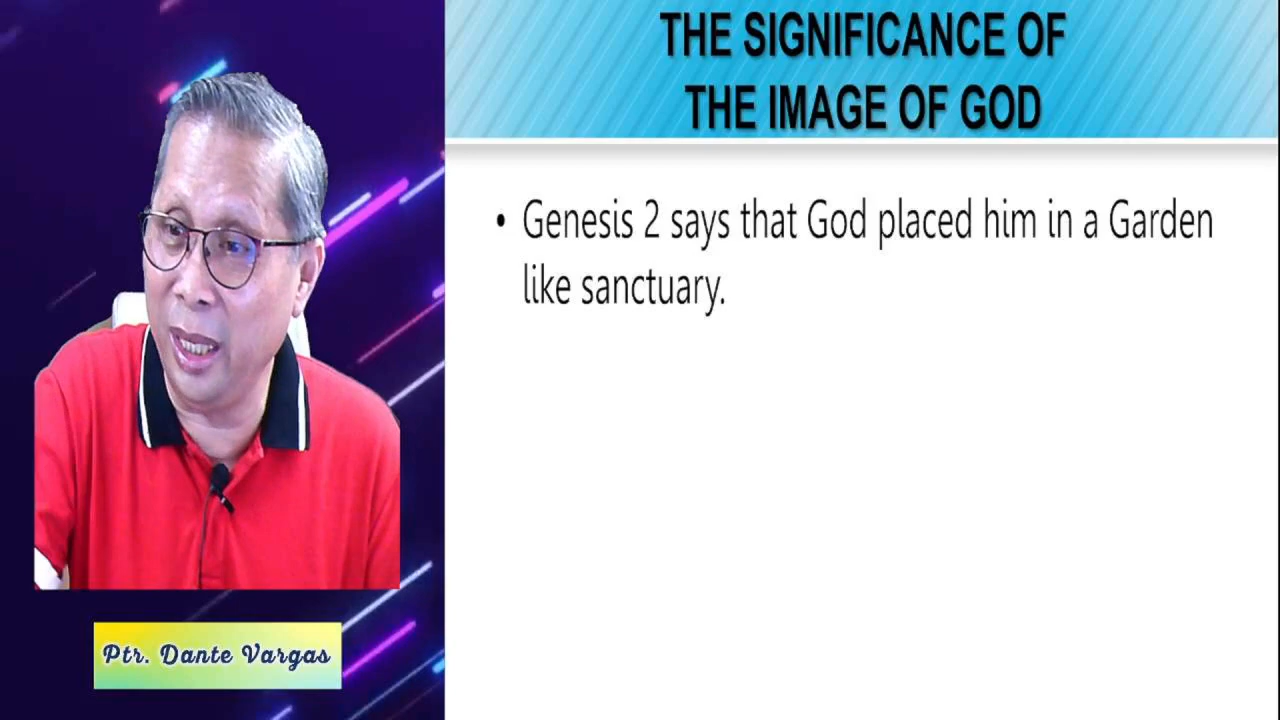 THE SIGNIFICANCE OF
THE IMAGE OF GOD
• Genesis 2 says that God placed him in a Garden
like sanctuary.
Ptr. Dante Vargas